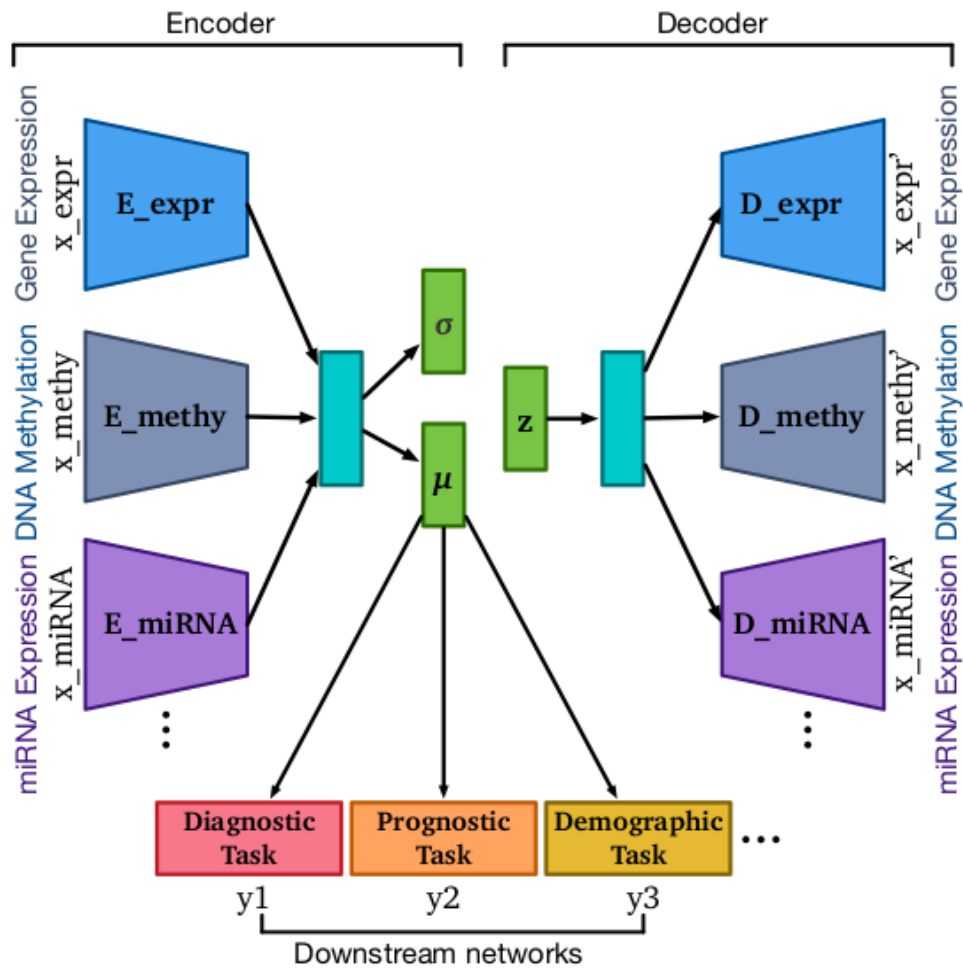 Encoder
Decoder
Gene Expression
x_expr
E_expr
D_expr
x_expr’
Gene Expression
DNA Methylation
x_methy
E_methy
σ
μ
z
D_methy
x_methy’
DNA Methylation
miRNA Expression
x_miRNA
E_miRNA
D_miRNA
x_miRNA’
miRNA Expression
Diagnostic
Task
Prognostic
Task
Demographic
Task
y1
y2
y3
Downstream networks